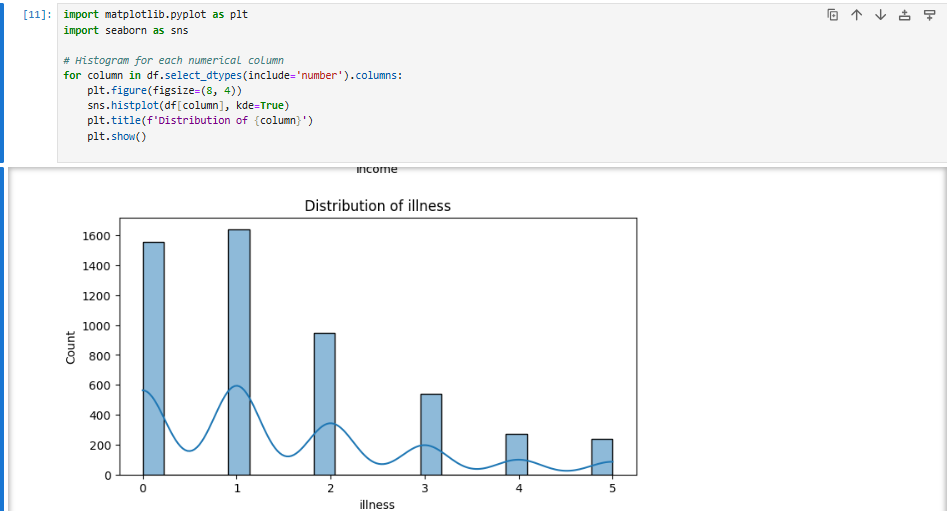 [11]:
import matplotlib.pyplot as plt
import seaborn as sns
# Histogram for each numerical column
for column in df.select_dtypes(include='number').columns:
    plt.figure(figsize=(8, 4))
    sns.histplot(df[column], kde=True)
    plt.title(f'Distribution of {column}')
    plt.show()
income
Distribution of illness
1600
1400
1200
1000
800
600
400
200
0
Count
0 1 2 3 4 5
illness